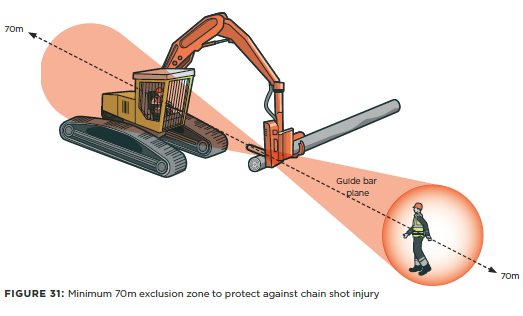 70m
Guide bar
plane
70m
FIGURE 31: Minimum 70m exclusion zone to protect against chain shot injury